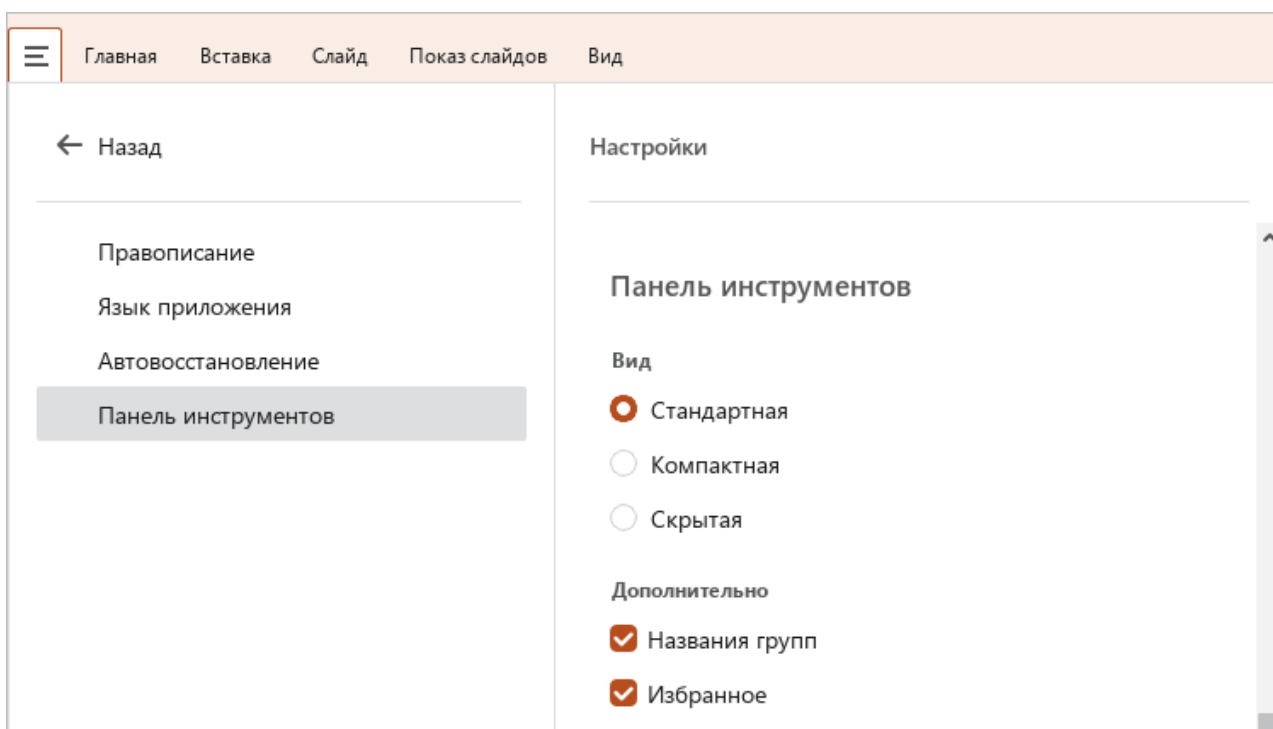 Главная Вставка Слайд Показ слайдов Вид
Назад
Настройки
Правописание
Язык приложения
Автовосстановление
Панель инструментов
Панель инструментов
Вид
Стандартная
Компактная
Скрытая
Дополнительно
Названия групп
Избранное